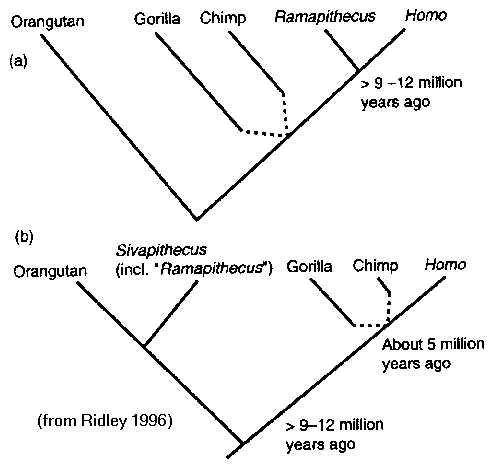 Orangutan Gorilla Chimp Ramapithecus Homo
(a)
> 9 –12 million
years ago
(b)
Sivapithecus
(incl. "Ramapithecus")
Orangutan Gorilla Chimp Homo
About 5 million
years ago
(from Ridley 1996)
> 9–12 million
years ago